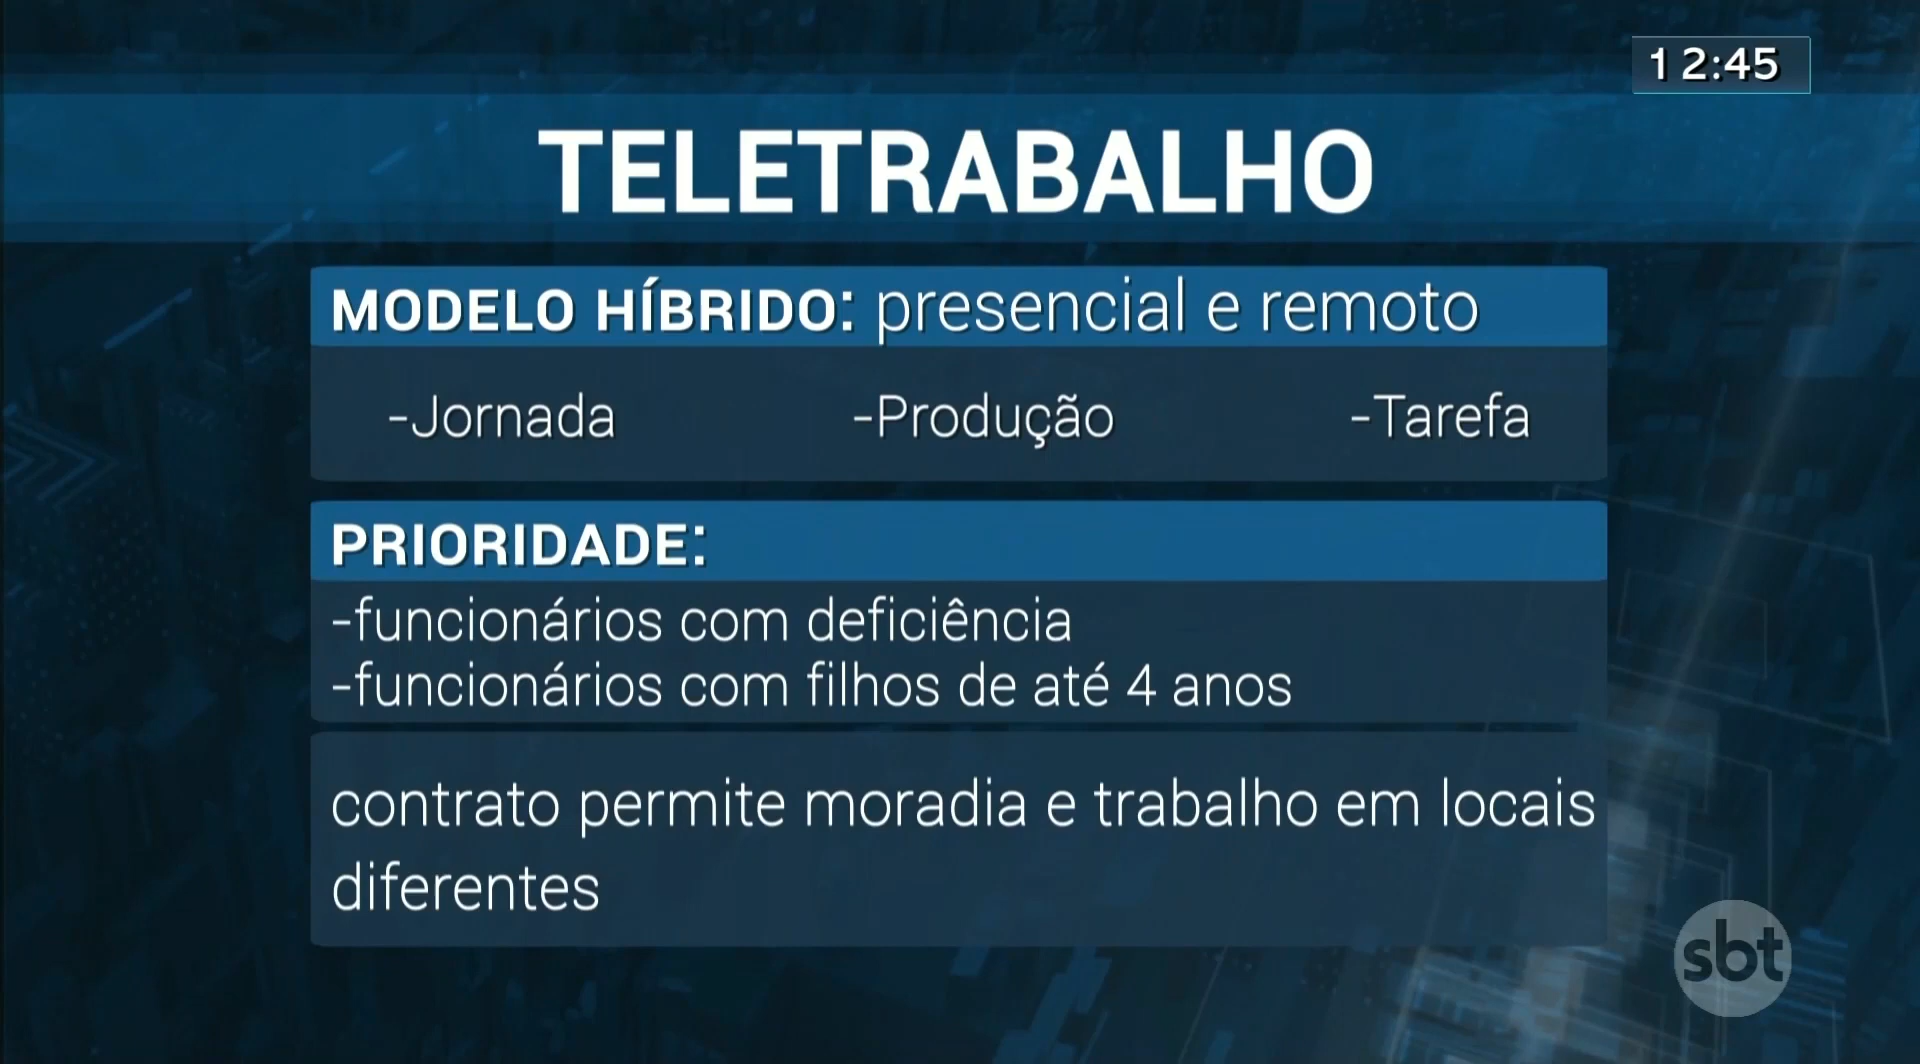 12:45
TELETRABALHO
MODELO HÍBRIDO: presencial e remoto
-Jornada -Produção -Tarefa
PRIORIDADE:
-funcionários com deficiência
-funcionários com filhos de até 4 anos
contrato permite moradia e trabalho em locais
diferentes
sbt